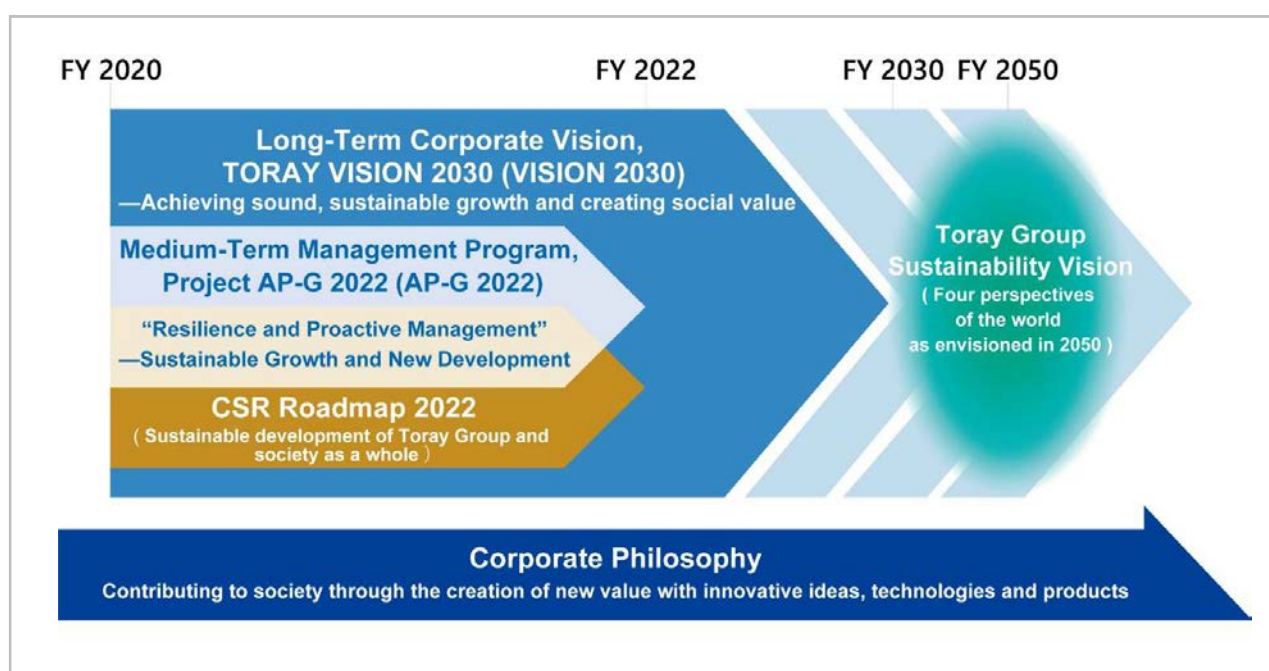 FY 2020
FY 2022
FY 2030
FY 2050
Long-Term Corporate Vision,
TORAY VISION 2030 (VISION 2030)
—Achieving sound, sustainable growth and creating social value
Medium-Term Management Program,
Project AP-G 2022 (AP-G 2022)
“Resilience and Proactive Management”
—Sustainable Growth and New Development
CSR Roadmap 2022
( Sustainable development of Toray Group and
society as a whole )
Toray Group
Sustainability Vision
( Four perspectives
of the world
as envisioned in 2050 )
Corporate Philosophy
Contributing to society through the creation of new value with innovative ideas, technologies and products